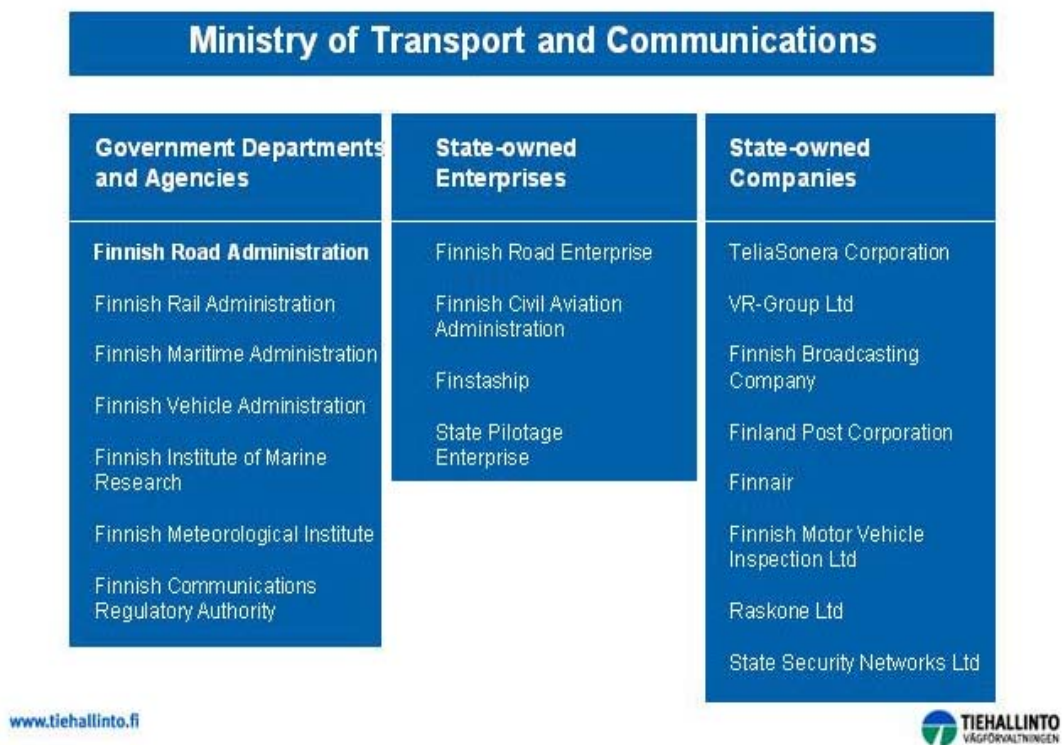 Ministry of Transport and Communications
Government Departments
and Agencies
Finnish Road Administration
Finnish Rail Administration
Finnish Maritime Administration
Finnish Vehicle Administration
Finnish Institute of Marine
Research
Finnish Meteorological Institute
Finnish Communications
Regulatory Authority
State-owned
Enterprises
Finnish Road Enterprise
Finnish Civil Aviation
Administration
Finstaship
State Pilotage
Enterprise
State-owned
Companies
TeliaSonera Corporation
VR-Group Ltd
Finnish Broadcasting
Company
Finland Post Corporation
Finnair
Finnish Motor Vehicle
Inspection Ltd
Raskone Ltd
State Security Networks Ltd
www.tiehallinto.fi
TIEHALLINTO
VÄGFÖRVALTNINGEN